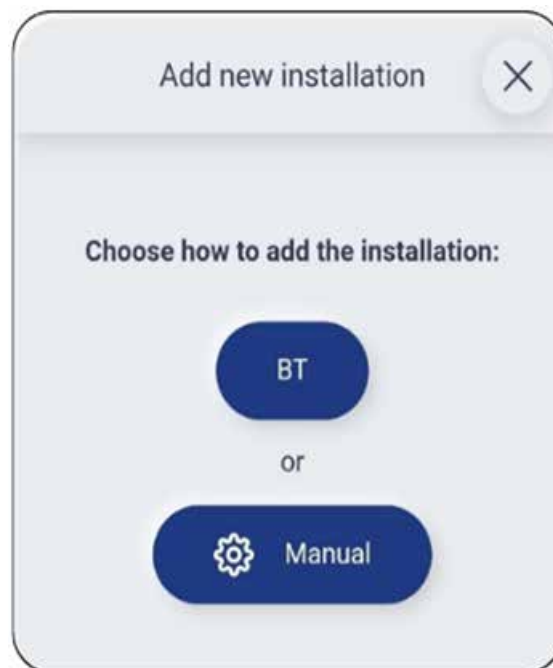 Add new installation
Choose how to add the installation:
BT
or
Manual